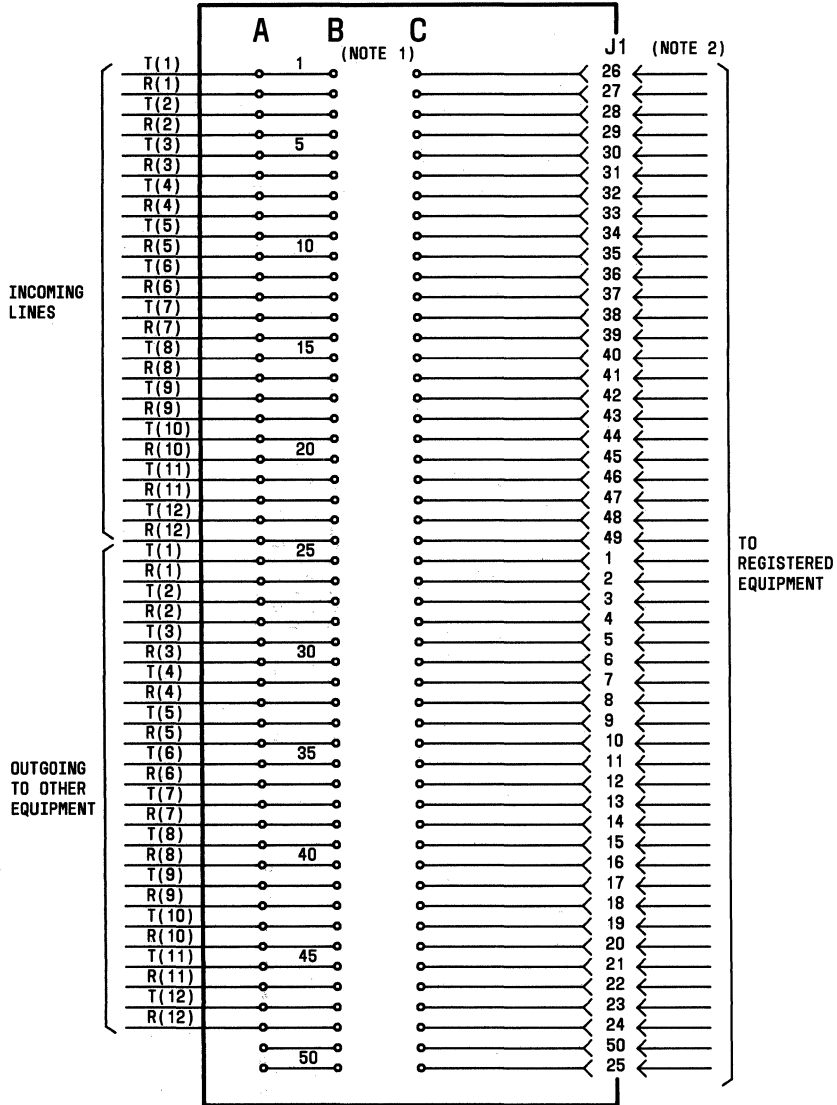 A B C
(NOTE 1)
J1 (NOTE 2)
T(1) 1 26
R(1) 27
T(2) 28
R(2) 29
T(3) 5 30
R(3) 31
T(4) 32
R(4) 33
T(5) 34
R(5) 10 35
T(6) 36
R(6) 37
T(7) 38
R(7) 39
T(8) 15 40
R(8) 41
T(9) 42
R(9) 43
T(10) 44
R(10) 20 45
T(11) 46
R(11) 47
T(12) 48
R(12) 49
T(1) 25 1
R(1) 2
T(2) 3
R(2) 4
T(3) 5
R(3) 30 6
T(4) 7
R(4) 8
T(5) 9
R(5) 10
T(6) 35 11
R(6) 12
T(7) 13
R(7) 14
T(8) 15
R(8) 40 16
T(9) 17
R(9) 18
T(10) 19
R(10) 20
T(11) 45 21
R(11) 22
T(12) 23
R(12) 24
50
50 25
INCOMING
LINES
OUTGOING
TO OTHER
EQUIPMENT
TO
REGISTERED
EQUIPMENT